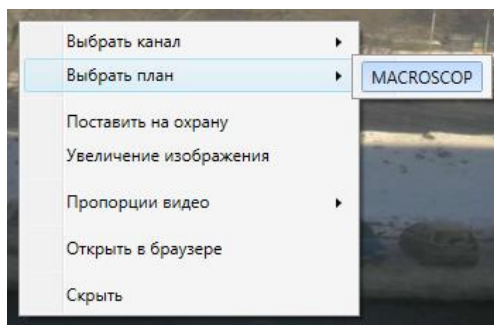 Выбрать канал
Выбрать план
MACROSCOP
Поставить на охрану
Увеличение изображения
Пропорции видео
Открыть в браузере
Скрыть